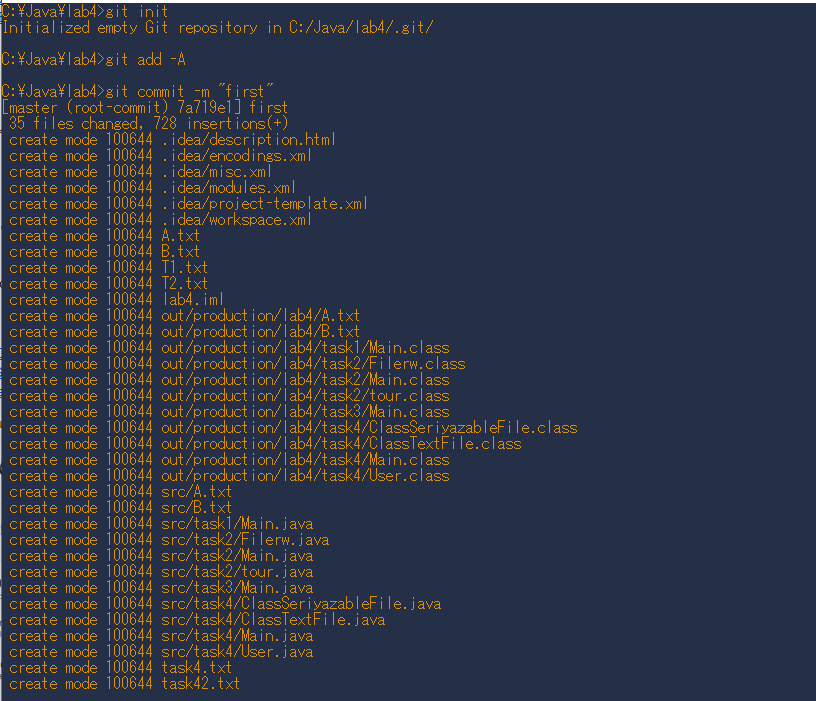 C:¥Java¥lab4>git init
Initialized empty Git repository in C:/Java/lab4/.git/
C:¥Java¥lab4>git add -A
C:¥Java¥lab4>git commit -m "first"
[master (root-commit) 7a719e1] first
35 files changed, 728 insertions(+)
create mode 100644 .idea/description.html
create mode 100644 .idea/encodings.xml
create mode 100644 .idea/misc.xml
create mode 100644 .idea/modules.xml
create mode 100644 .idea/project-template.xml
create mode 100644 .idea/workspace.xml
create mode 100644 A.txt
create mode 100644 B.txt
create mode 100644 T1.txt
create mode 100644 T2.txt
create mode 100644 lab4.iml
create mode 100644 out/production/lab4/A.txt
create mode 100644 out/production/lab4/B.txt
create mode 100644 out/production/lab4/task1/Main.class
create mode 100644 out/production/lab4/task2/Filerw.class
create mode 100644 out/production/lab4/task2/Main.class
create mode 100644 out/production/lab4/task2/tour.class
create mode 100644 out/production/lab4/task3/Main.class
create mode 100644 out/production/lab4/task4/ClassSeriyazableFile.class
create mode 100644 out/production/lab4/task4/ClassTextFile.class
create mode 100644 out/production/lab4/task4/Main.class
create mode 100644 out/production/lab4/task4/User.class
create mode 100644 src/A.txt
create mode 100644 src/B.txt
create mode 100644 src/task1/Main.java
create mode 100644 src/task2/Filerw.java
create mode 100644 src/task2/Main.java
create mode 100644 src/task2/tour.java
create mode 100644 src/task3/Main.java
create mode 100644 src/task4/ClassSeriyazableFile.java
create mode 100644 src/task4/ClassTextFile.java
create mode 100644 src/task4/Main.java
create mode 100644 src/task4/User.java
create mode 100644 task4.txt
create mode 100644 task42.txt